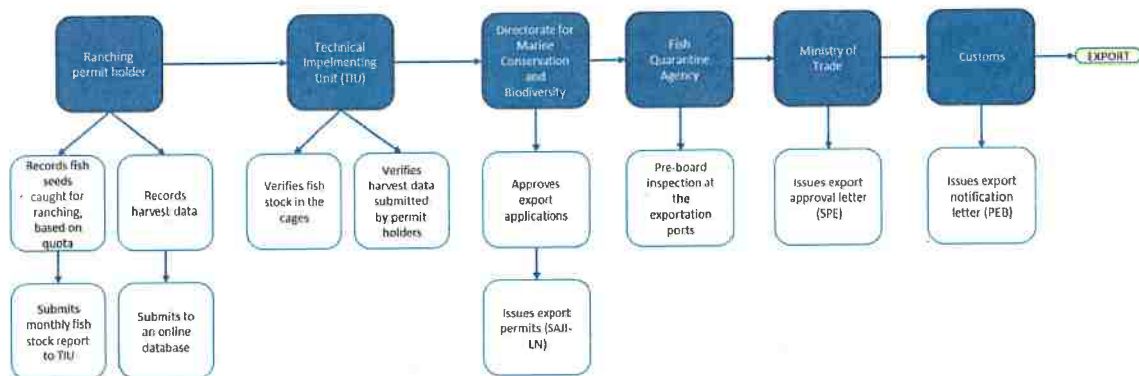 Ranching
permit holder
Technical
Impelmenting
Unit (TIU)
Directorate for
Marine
Conservation
and
Biodiversity
Fish
Quarantine
Agency
Ministry of
Trade
Customs
EXPORT
Records fish
seeds
caught for
ranching,
based on
quota
Records
harvest data
Verifies fish
stock in the
cages
Verifies
harvest data
submitted
by permit
holders
Approves
export
applications
Pre-board
inspection at
the
exportation
ports
Issues export
approval letter
(SPE)
Issues export
notification
letter (PEB)
Submits
monthly fish
stock report
to TIU
Submits to
an online
database
Issues export
permits (SAJI-
LN)